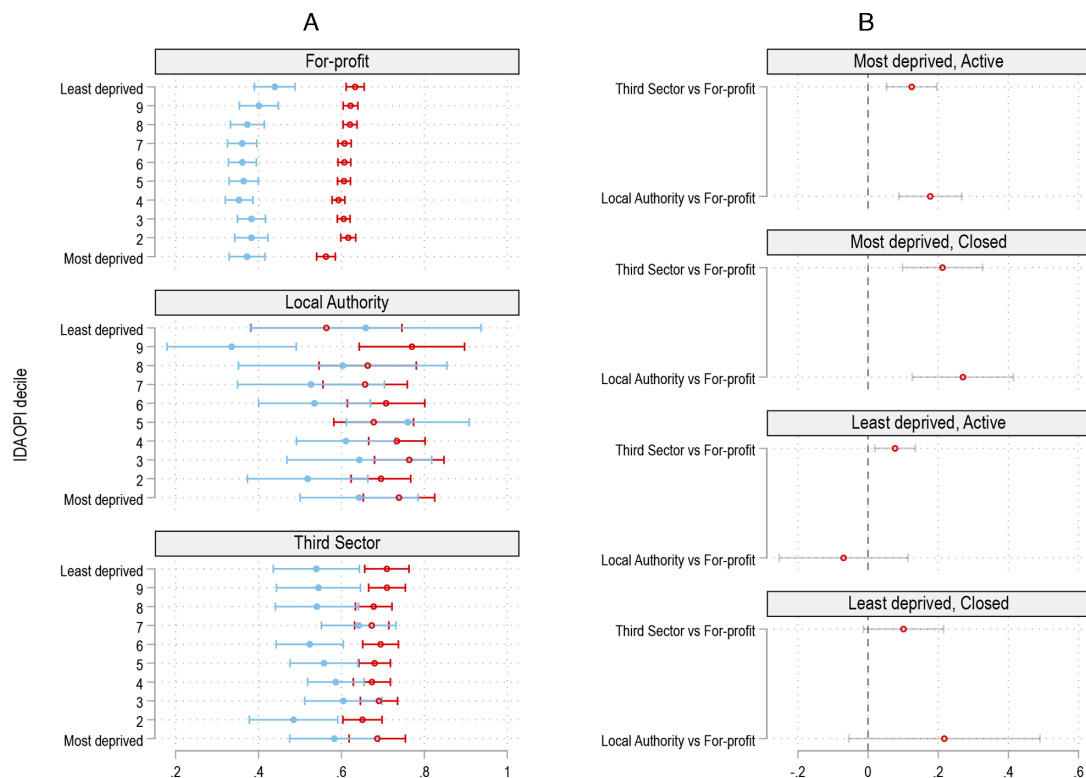 A
For-profit
Least deprived
9
8
7
6
5
4
3
2
Most deprived
Local Authority
Least deprived
9
8
7
6
5
4
3
2
Most deprived
Third Sector
Least deprived
9
8
7
6
5
4
3
2
Most deprived
.2 .4 .6 .8 1
IDAOPI decile
B
Most deprived, Active
Third Sector vs For-profit
Local Authority vs For-profit
Most deprived, Closed
Third Sector vs For-profit
Local Authority vs For-profit
Least deprived, Active
Third Sector vs For-profit
Local Authority vs For-profit
Least deprived, Closed
Third Sector vs For-profit
Local Authority vs For-profit
-.2 0 .2 .4 .6